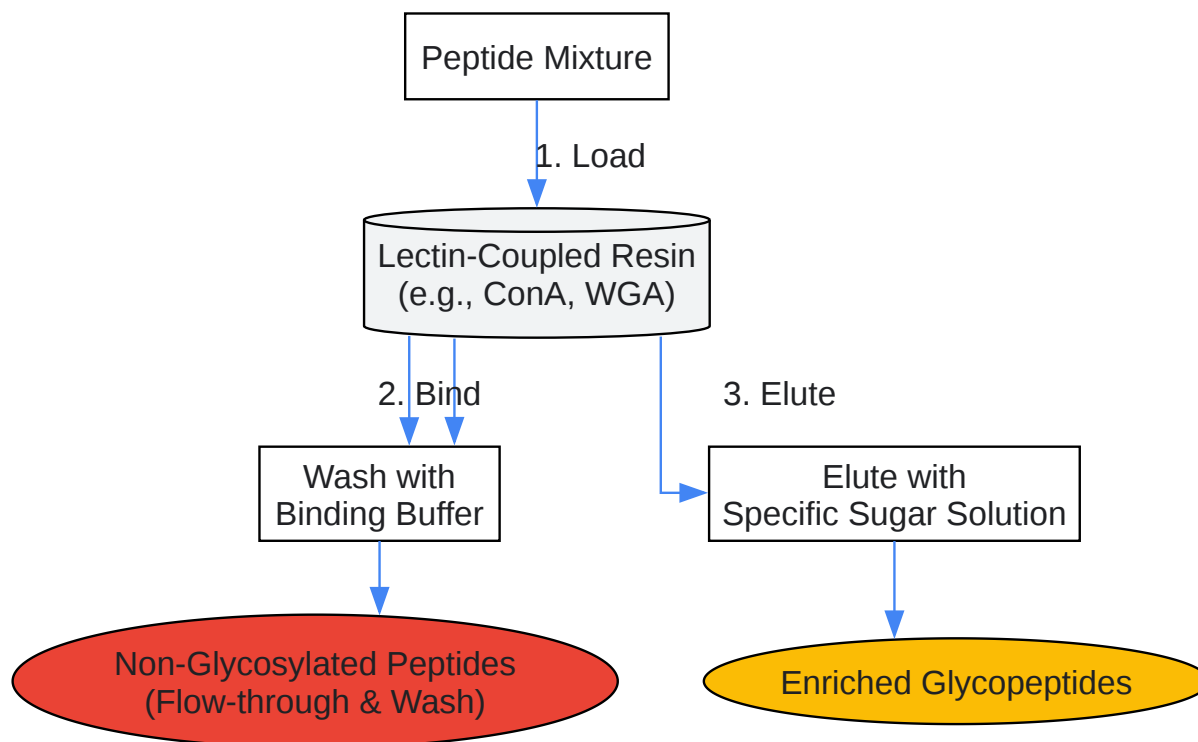 Peptide Mixture
1. Load
Lectin-Coupled Resin
(e.g., ConA, WGA)
2. Bind
3. Elute
Wash with
Binding Buffer
Elute with
Specific Sugar Solution
Non-Glycosylated Peptides
(Flow-through & Wash)
Enriched Glycopeptides